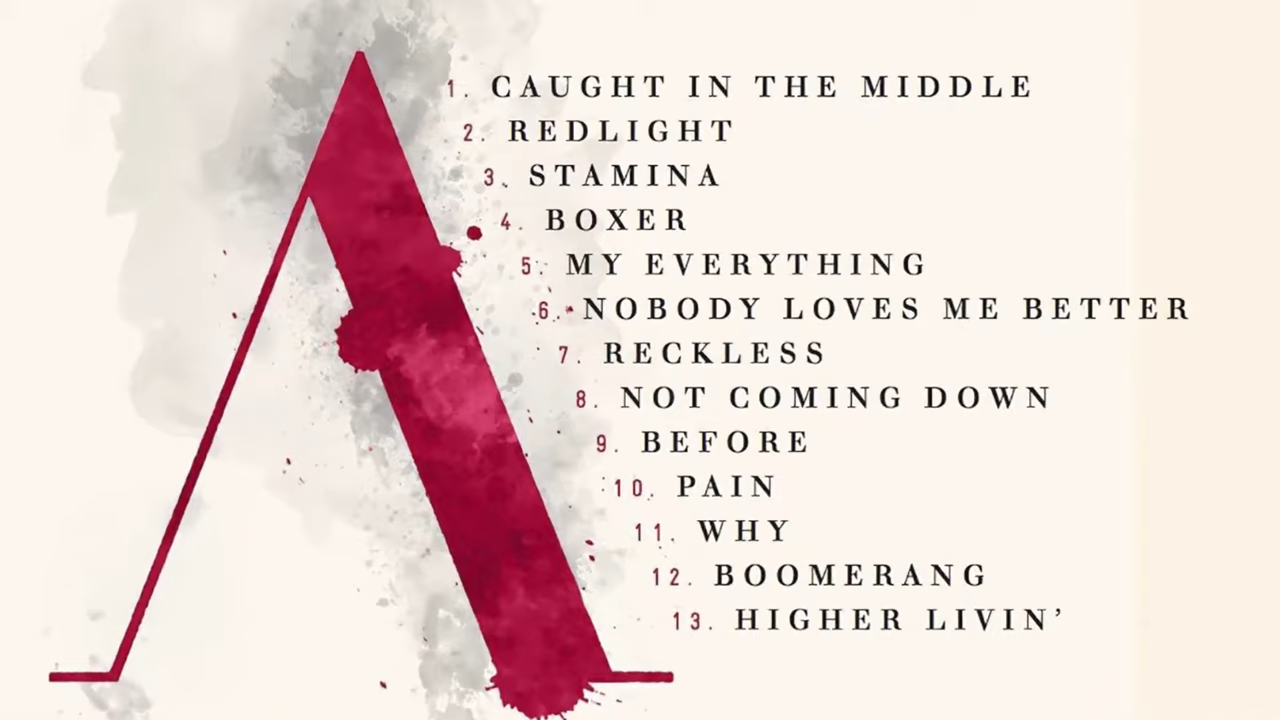 1. CAUGHT IN THE MIDDLE
2. REDLIGHT
3. STAMINA
4. BOXER
5. MY EVERYTHING
6. NOBODY LOVES ME BETTER
7. RECKLESS
8. NOT COMING DOWN
9. BEFORE
10. PAIN
11. WHY
12. BOOMERANG
13. HIGHER LIVIN’